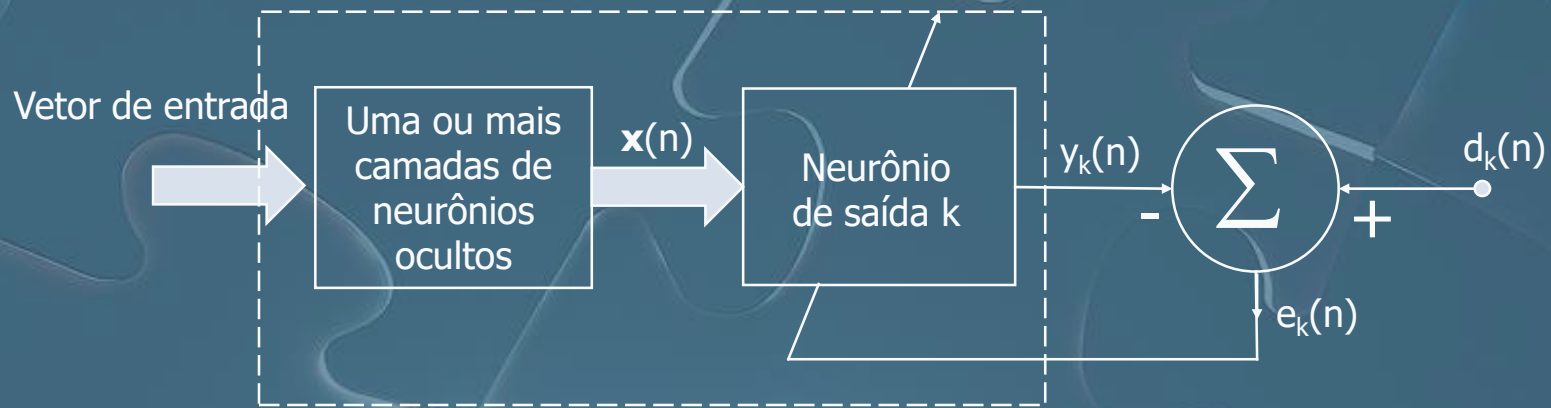 Vetor de entrada
Uma ou mais
camadas de
neurônios
ocultos
x(n)
Neurônio
de saída k
yₖ(n)
-
Σ
+
dₖ(n)
eₖ(n)